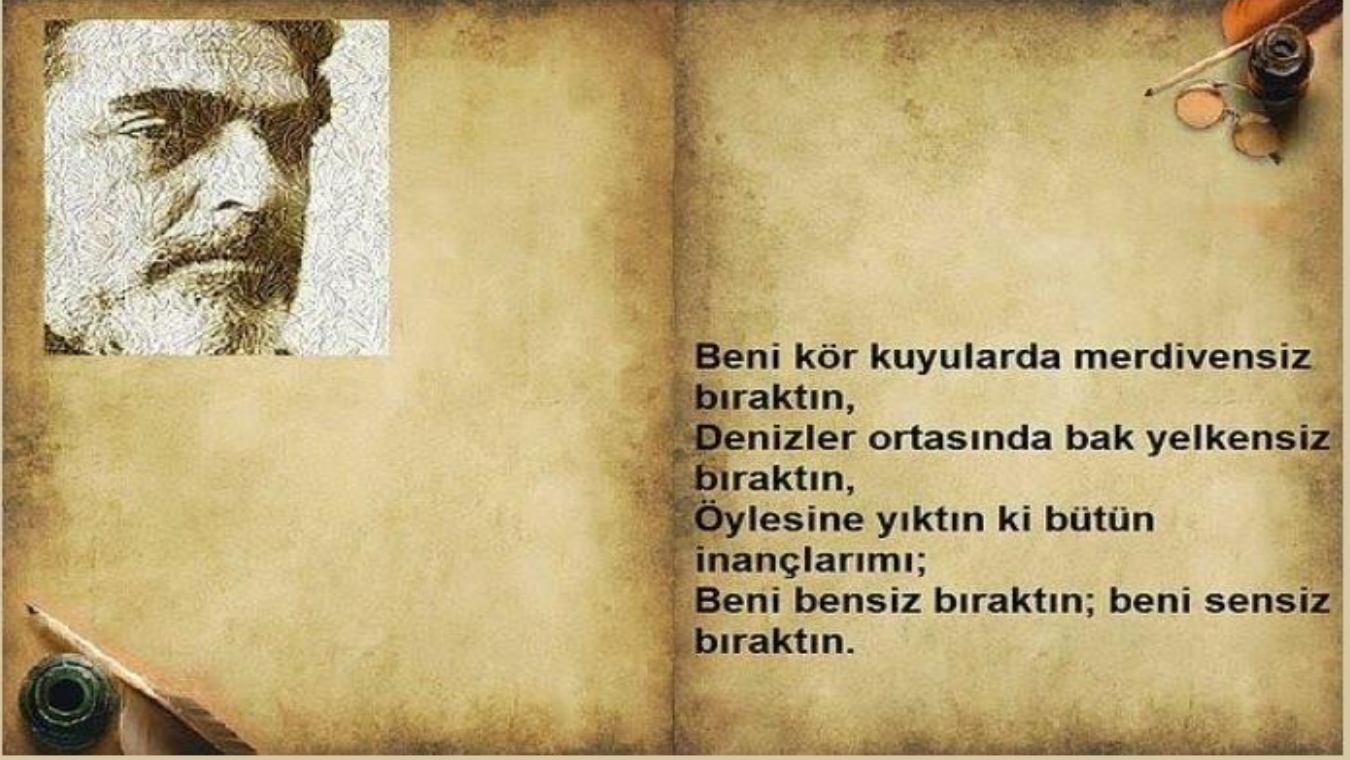 Beni kör kuyularda merdivensiz
bıraktın,
Denizler ortasında bak yelkensiz
bıraktın,
Öylesine yıktın ki bütün
inançlarımı;
Beni bensiz bıraktın; beni sensiz
bıraktın.